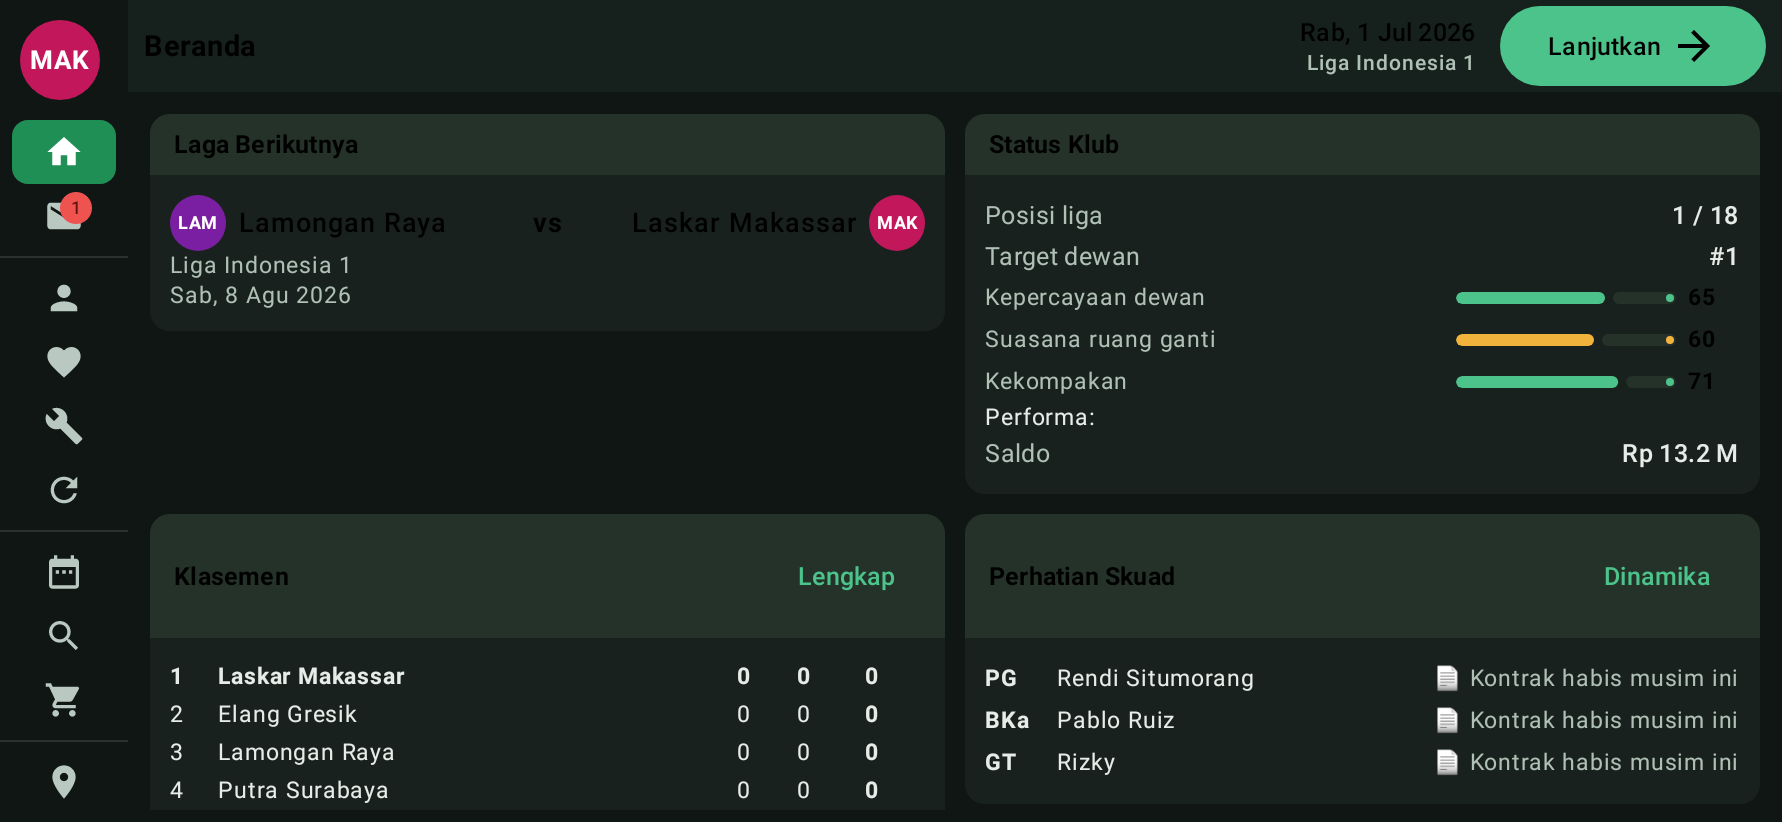 MAK
Beranda
Rab, 1 Jul 2026
Liga Indonesia 1
Lanjutkan
1
Laga Berikutnya
LAM Lamongan Raya vs Laskar Makassar MAK
Liga Indonesia 1
Sab, 8 Agu 2026
Status Klub
Posisi liga 1 / 18
Target dewan #1
Kepercayaan dewan 65
Suasana ruang ganti 60
Kekompakan 71
Performa:
Saldo Rp 13.2 M
Klasemen Lengkap
1 Laskar Makassar 0 0 0
2 Elang Gresik 0 0 0
3 Lamongan Raya 0 0 0
4 Putra Surabaya 0 0 0
Perhatian Skuad Dinamika
PG Rendi Situmorang Kontrak habis musim ini
BKa Pablo Ruiz Kontrak habis musim ini
GT Rizky Kontrak habis musim ini